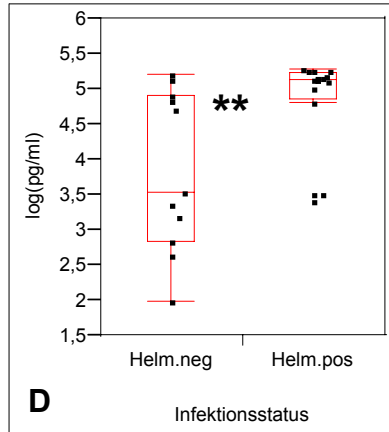 log(pg/ml)
6
5,5
5
4,5
4
3,5
3
2,5
2
1,5
**
Helm.neg Helm.pos
D
Infektionsstatus